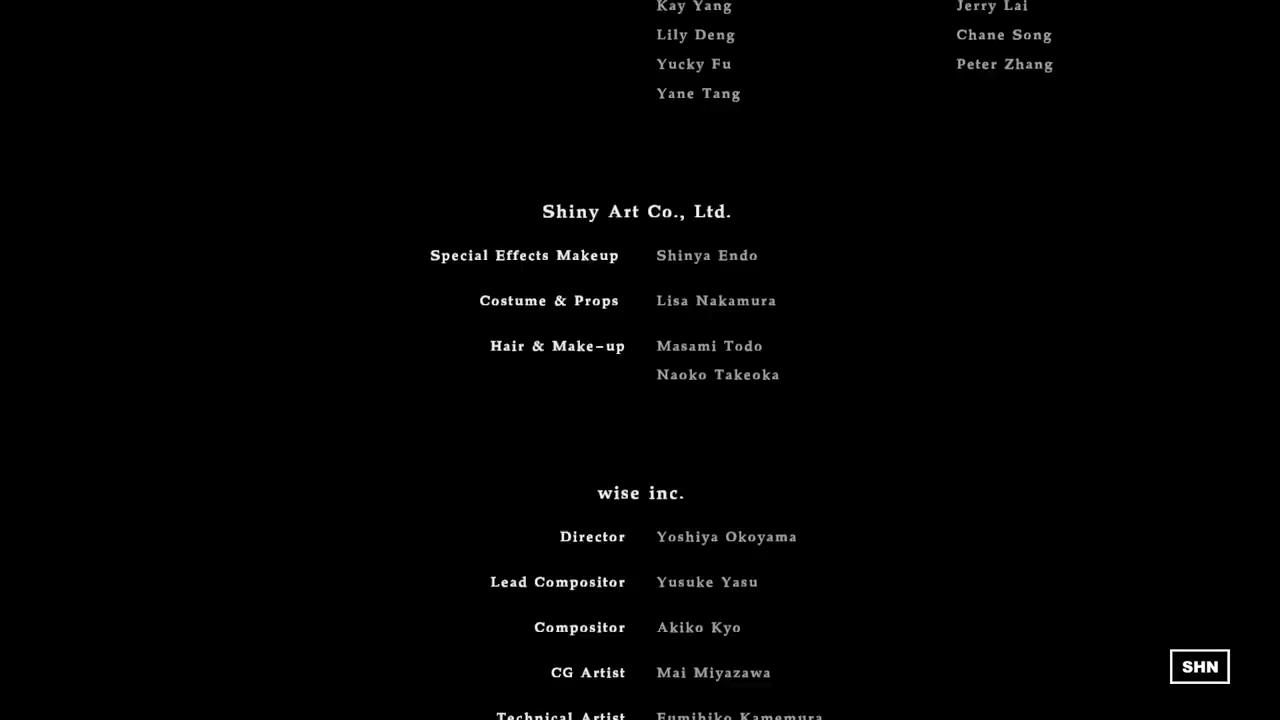 Kay Yang Jerry Lai
Lily Deng Chane Song
Yucky Fu Peter Zhang
Yane Tang
Shiny Art Co., Ltd.
Special Effects Makeup Shinya Endo
Costume & Props Lisa Nakamura
Hair & Make-up Masami Todo
Naoko Takeoka
wise inc.
Director Yoshiya Okoyama
Lead Compositor Yusuke Yasu
Compositor Akiko Kyo
CG Artist Mai Miyazawa
Technical Artist Fumihiko Kamemura
SHN